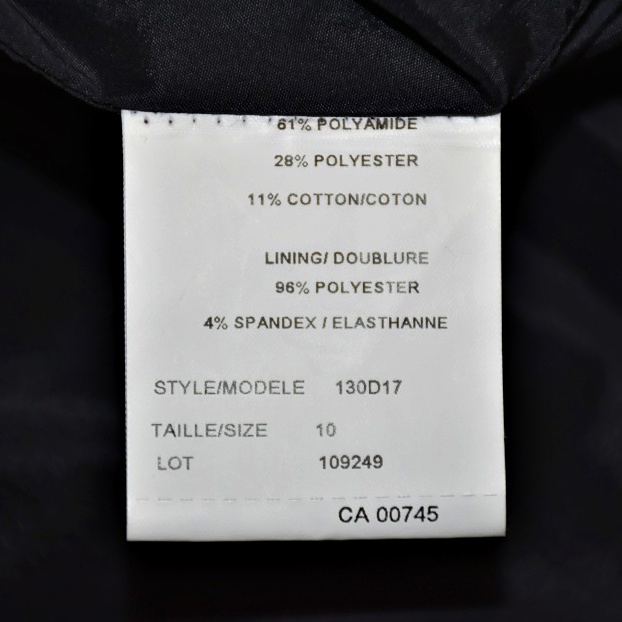 61% POLYAMIDE
28% POLYESTER
11% COTTON/COTON
LINING/ DOUBLURE
96% POLYESTER
4% SPANDEX / ELASTHANNE
STYLE/MODELE 130D17
TAILLE/SIZE 10
LOT 109249
CA 00745